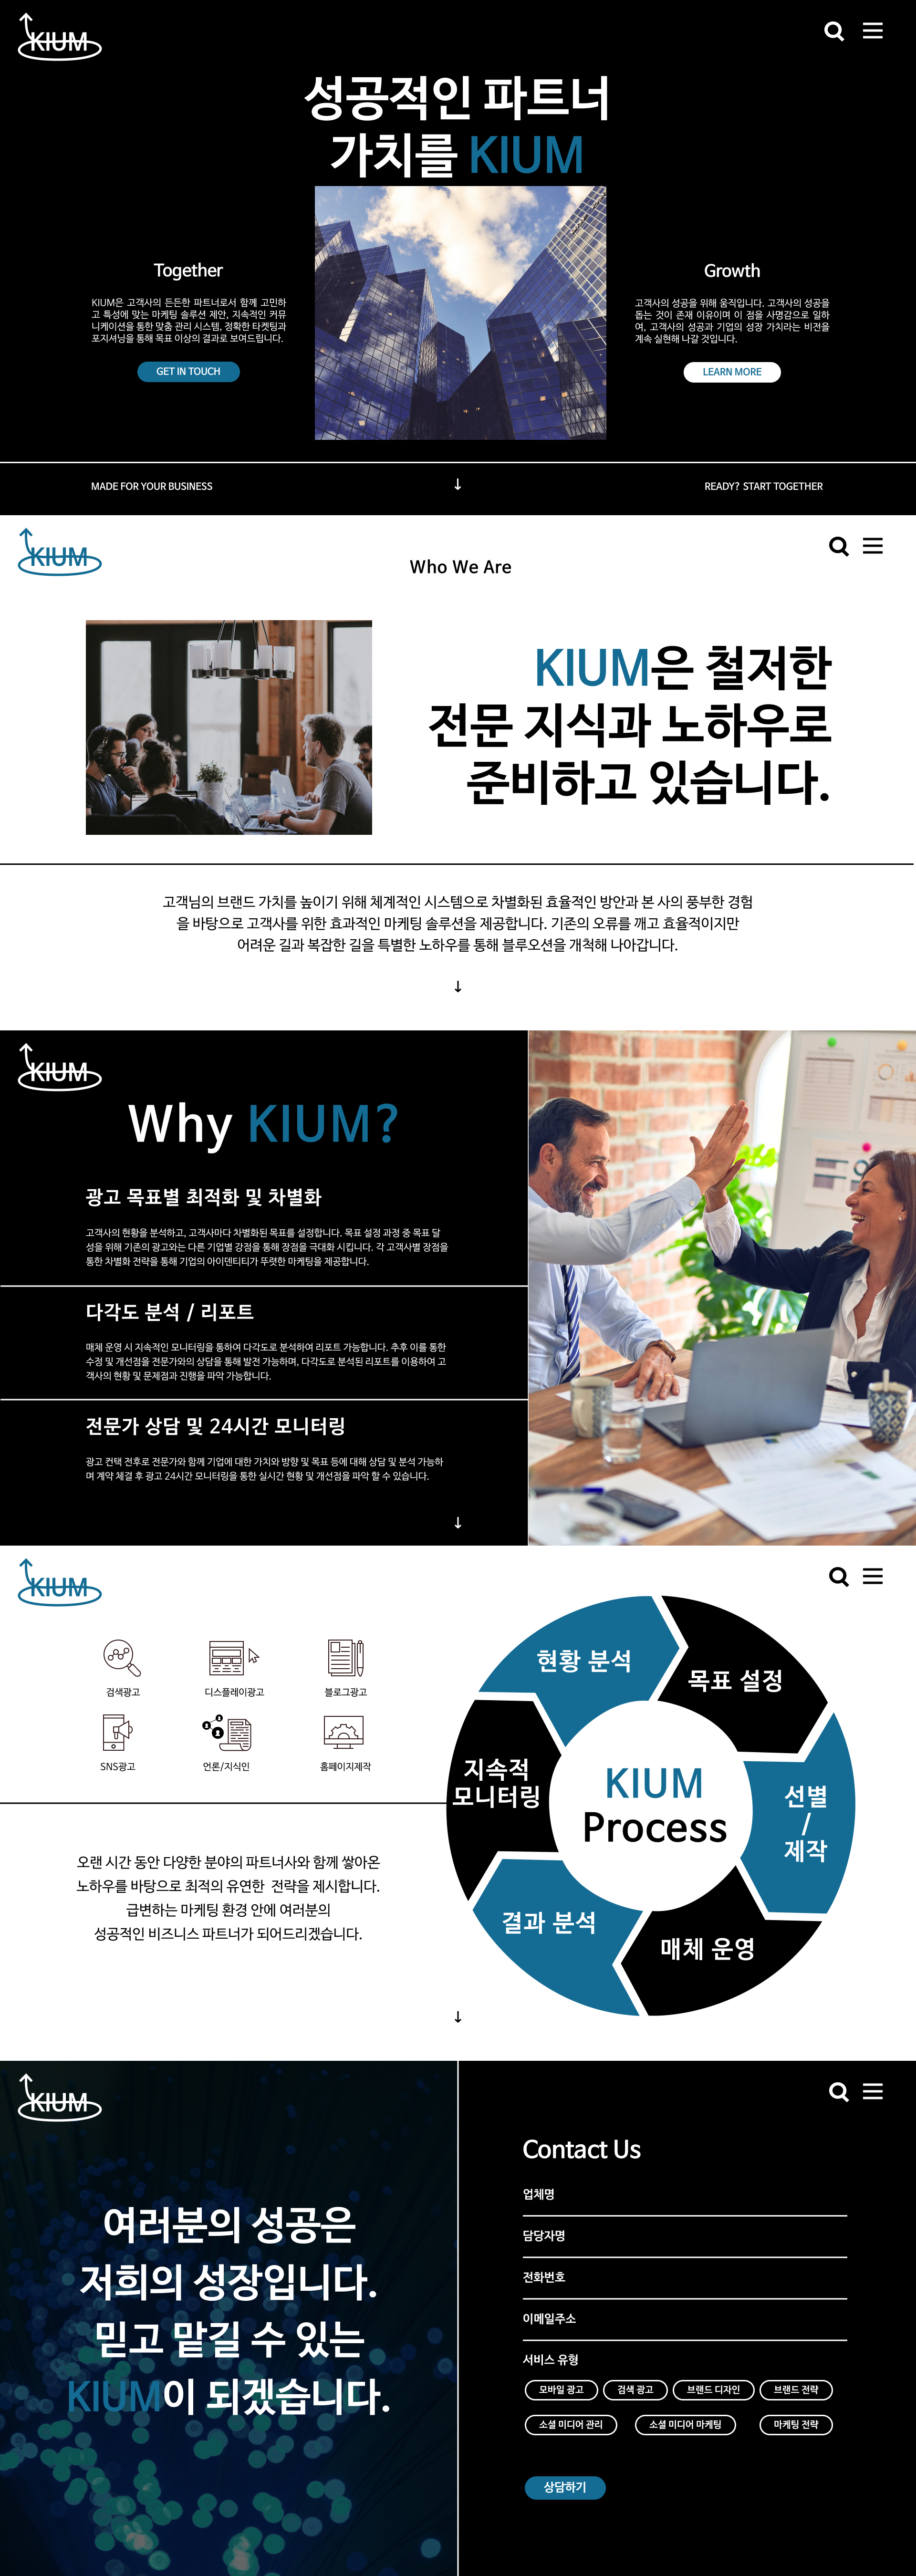 KIUM
성공적인 파트너
가치를 KIUM
Together
KIUM은 고객사의 든든한 파트너로서 함께 고민하
고 특성에 맞는 마케팅 솔루션 제안, 지속적인 커뮤
니케이션을 통한 맞춤 관리 시스템, 정확한 타켓팅과
포지셔닝을 통해 목표 이상의 결과로 보여드립니다.
GET IN TOUCH
Growth
고객사의 성공을 위해 움직입니다. 고객사의 성공을
돕는 것이 존재 이유이며 이 점을 사명감으로 일하
여, 고객사의 성공과 기업의 성장 가치라는 비전을
계속 실현해 나갈 것입니다.
LEARN MORE
MADE FOR YOUR BUSINESS
↓
READY? START TOGETHER
KIUM
Who We Are
KIUM은 철저한
전문 지식과 노하우로
준비하고 있습니다.
고객님의 브랜드 가치를 높이기 위해 체계적인 시스템으로 차별화된 효율적인 방안과 본 사의 풍부한 경험
을 바탕으로 고객사를 위한 효과적인 마케팅 솔루션을 제공합니다. 기존의 오류를 깨고 효율적이지만
어려운 길과 복잡한 길을 특별한 노하우를 통해 블루오션을 개척해 나아갑니다.
↓
KIUM
Why KIUM?
광고 목표별 최적화 및 차별화
고객사의 현황을 분석하고, 고객사마다 차별화된 목표를 설정합니다. 목표 설정 과정 중 목표 달
성을 위해 기존의 광고와는 다른 기업별 강점을 통해 장점을 극대화 시킵니다. 각 고객사별 장점을
통한 차별화 전략을 통해 기업의 아이덴티티가 뚜렷한 마케팅을 제공합니다.
다각도 분석 / 리포트
매체 운영 시 지속적인 모니터링을 통하여 다각도로 분석하여 리포트 가능합니다. 추후 이를 통한
수정 및 개선점을 전문가와의 상담을 통해 발전 가능하며, 다각도로 분석된 리포트를 이용하여 고
객사의 현황 및 문제점과 진행을 파악 가능합니다.
전문가 상담 및 24시간 모니터링
광고 컨택 전후로 전문가와 함께 기업에 대한 가치와 방향 및 목표 등에 대해 상담 및 분석 가능하
며 계약 체결 후 광고 24시간 모니터링을 통한 실시간 현황 및 개선점을 파악 할 수 있습니다.
↓
KIUM
검색광고
디스플레이광고
블로그광고
SNS광고
언론/지식인
홈페이지제작
오랜 시간 동안 다양한 분야의 파트너사와 함께 쌓아온
노하우를 바탕으로 최적의 유연한 전략을 제시합니다.
급변하는 마케팅 환경 안에 여러분의
성공적인 비즈니스 파트너가 되어드리겠습니다.
현황 분석
목표 설정
선별
/
제작
매체 운영
결과 분석
지속적
모니터링
KIUM
Process
↓
KIUM
여러분의 성공은
저희의 성장입니다.
믿고 맡길 수 있는
KIUM이 되겠습니다.
Contact Us
업체명
담당자명
전화번호
이메일주소
서비스 유형
모바일 광고
검색 광고
브랜드 디자인
브랜드 전략
소셜 미디어 관리
소셜 미디어 마케팅
마케팅 전략
상담하기